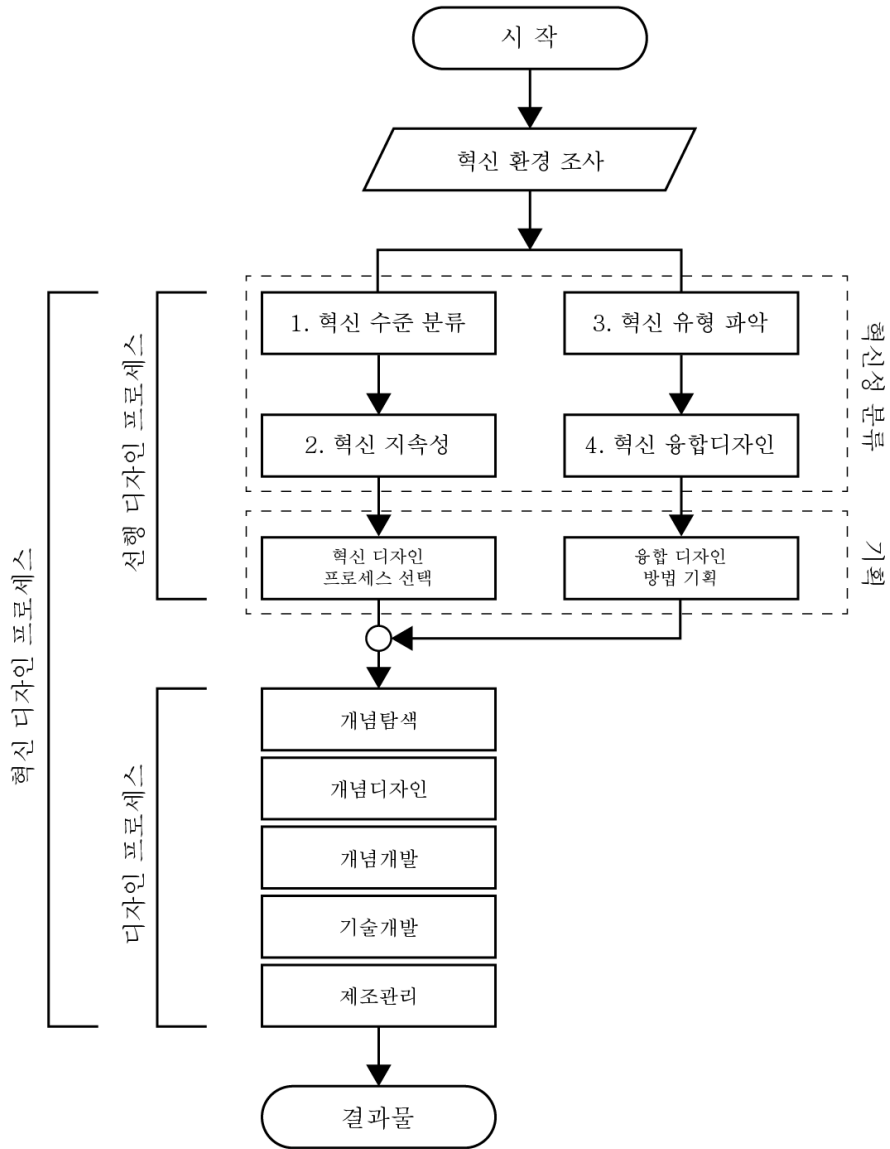 시 작
혁신 환경 조사
1. 혁신 수준 분류
3. 혁신 유형 파악
2. 혁신 지속성
4. 혁신 융합디자인
혁신성 분류
혁신 디자인
프로세스 선택
융합 디자인
방법 기획
기획
선행 디자인 프로세스
혁신 디자인 프로세스
디자인 프로세스
개념탐색
개념디자인
개념개발
기술개발
제조관리
결과물